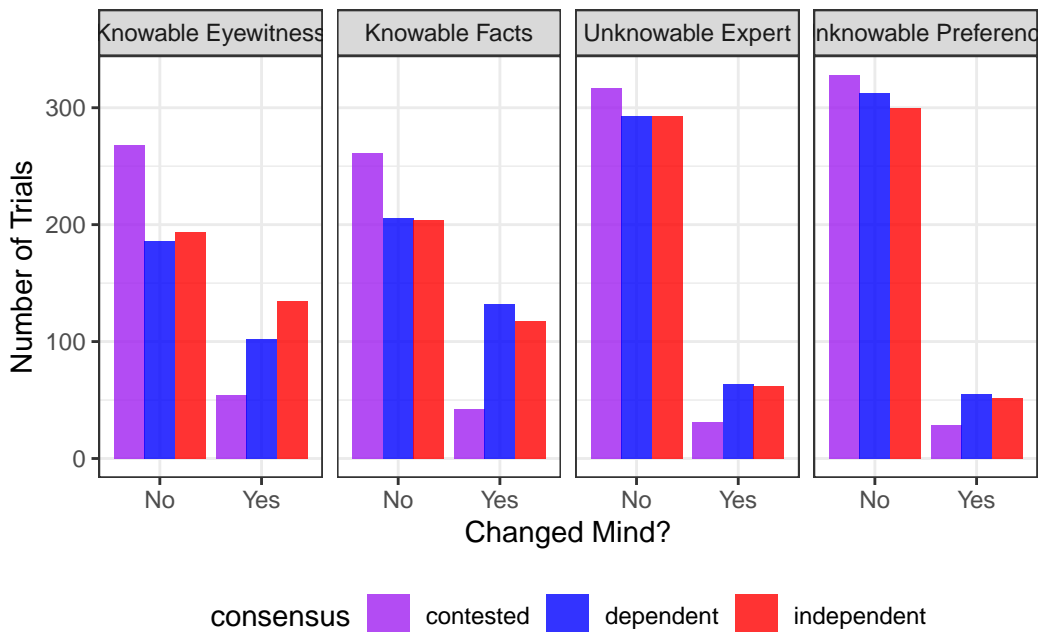 Knowable Eyewitness
Knowable Facts
Unknowable Expert
nknowable Preferenc
Number of Trials
300
200
100
0
No
Yes
No
Yes
No
Yes
No
Yes
Changed Mind?
consensus
contested
dependent
independent